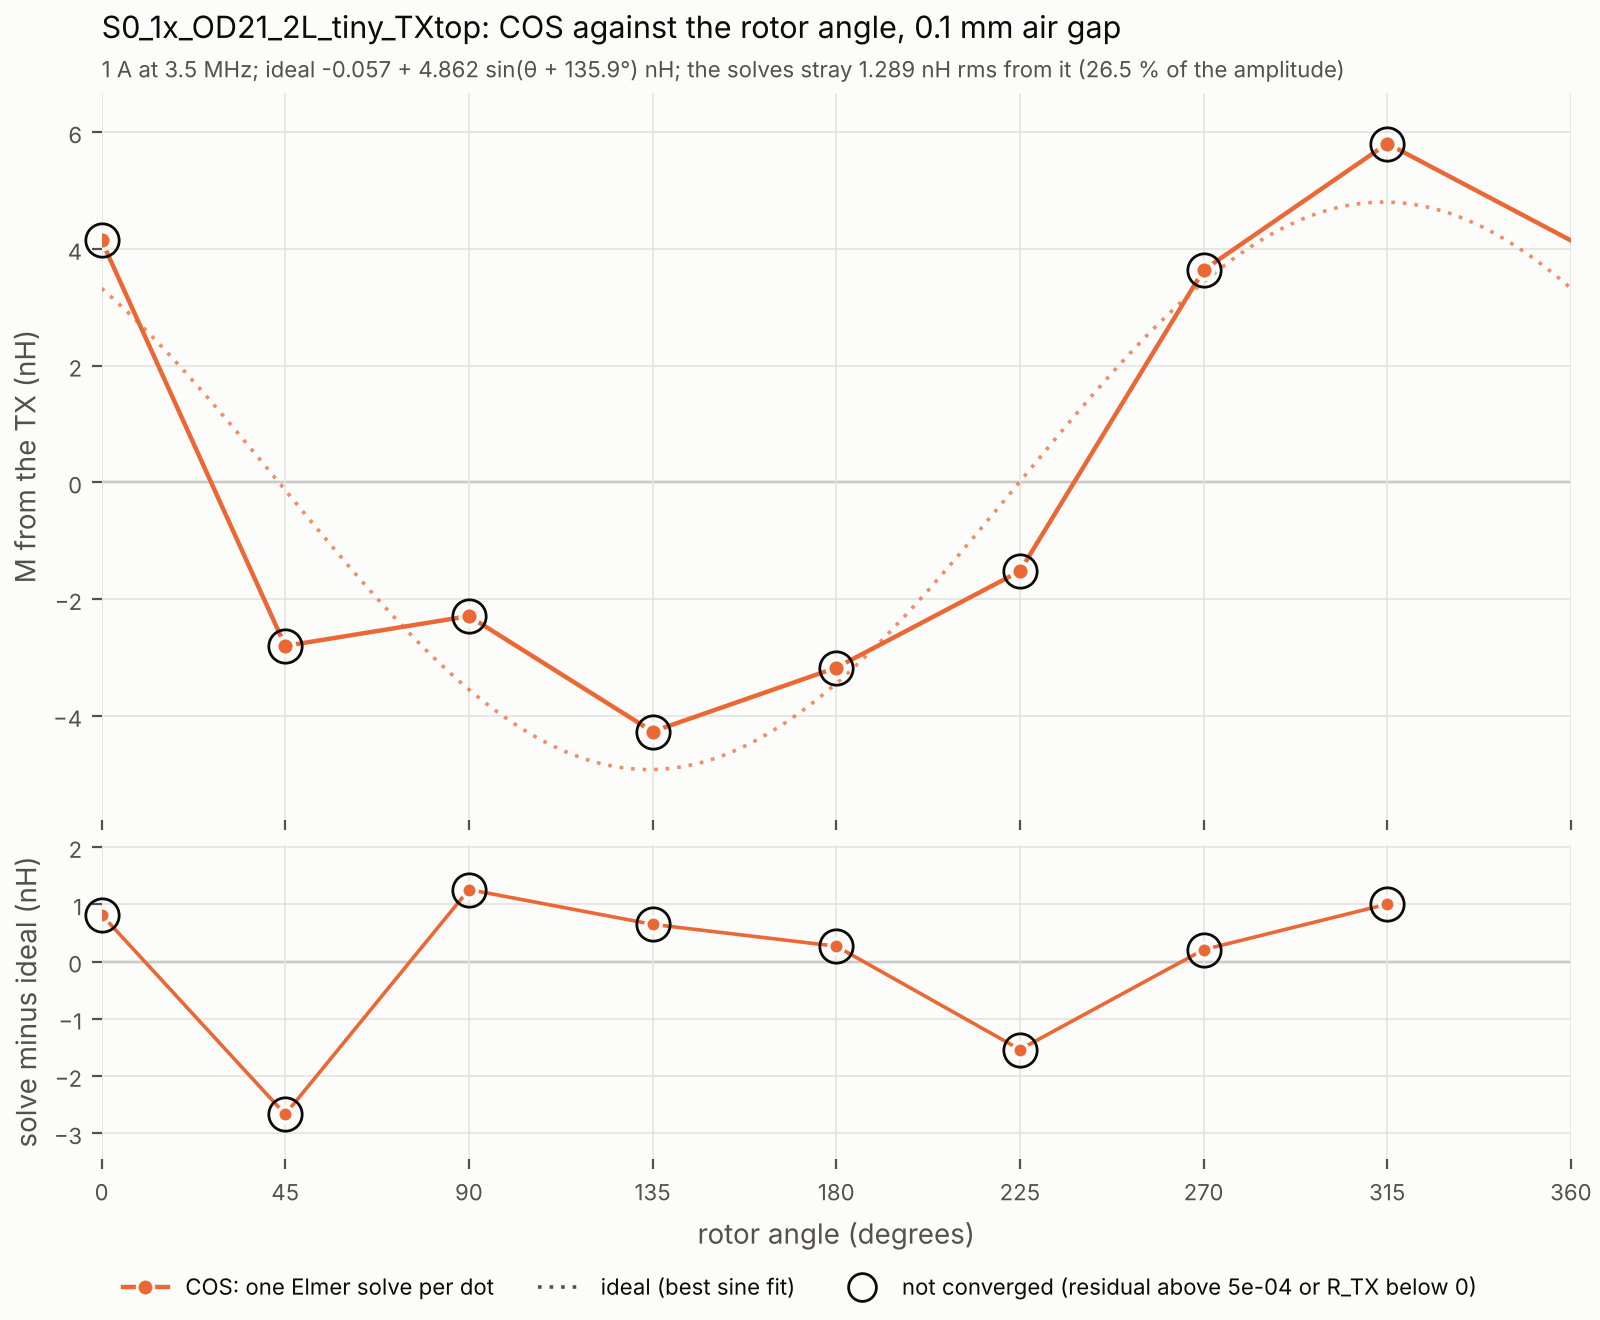 S0_1x_OD21_2L_tiny_TXtop: COS against the rotor angle, 0.1 mm air gap
1 A at 3.5 MHz; ideal -0.057 + 4.862 sin(θ + 135.9°) nH; the solves stray 1.289 nH rms from it (26.5 % of the amplitude)
M from the TX (nH)
6
4
2
0
−2
−4
solve minus ideal (nH)
2
1
0
−1
−2
−3
0 45 90 135 180 225 270 315 360
rotor angle (degrees)
COS: one Elmer solve per dot ideal (best sine fit) not converged (residual above 5e-04 or R_TX below 0)